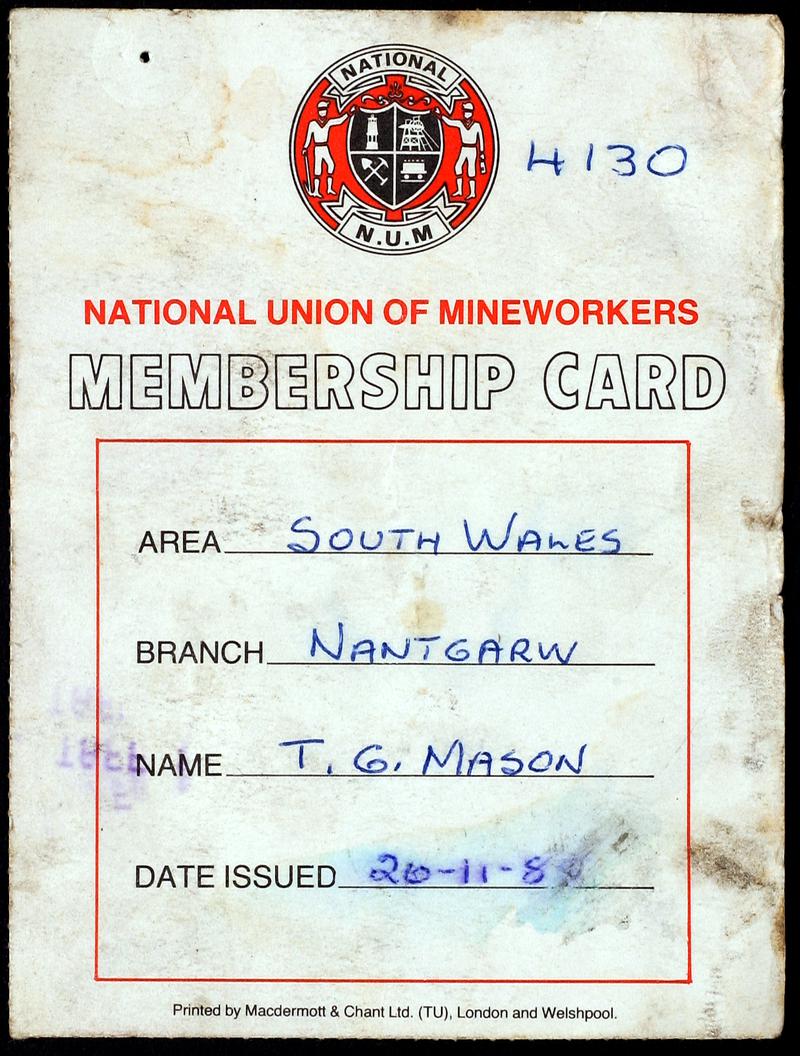 NATIONAL
N.U.M
4130
NATIONAL UNION OF MINEWORKERS
MEMBERSHIP CARD
AREA SOUTH WALES
BRANCH NANTGARW
NAME T. G. MASON
DATE ISSUED
Printed by Macdermott & Chant Ltd. (TU), London and Welshpool.